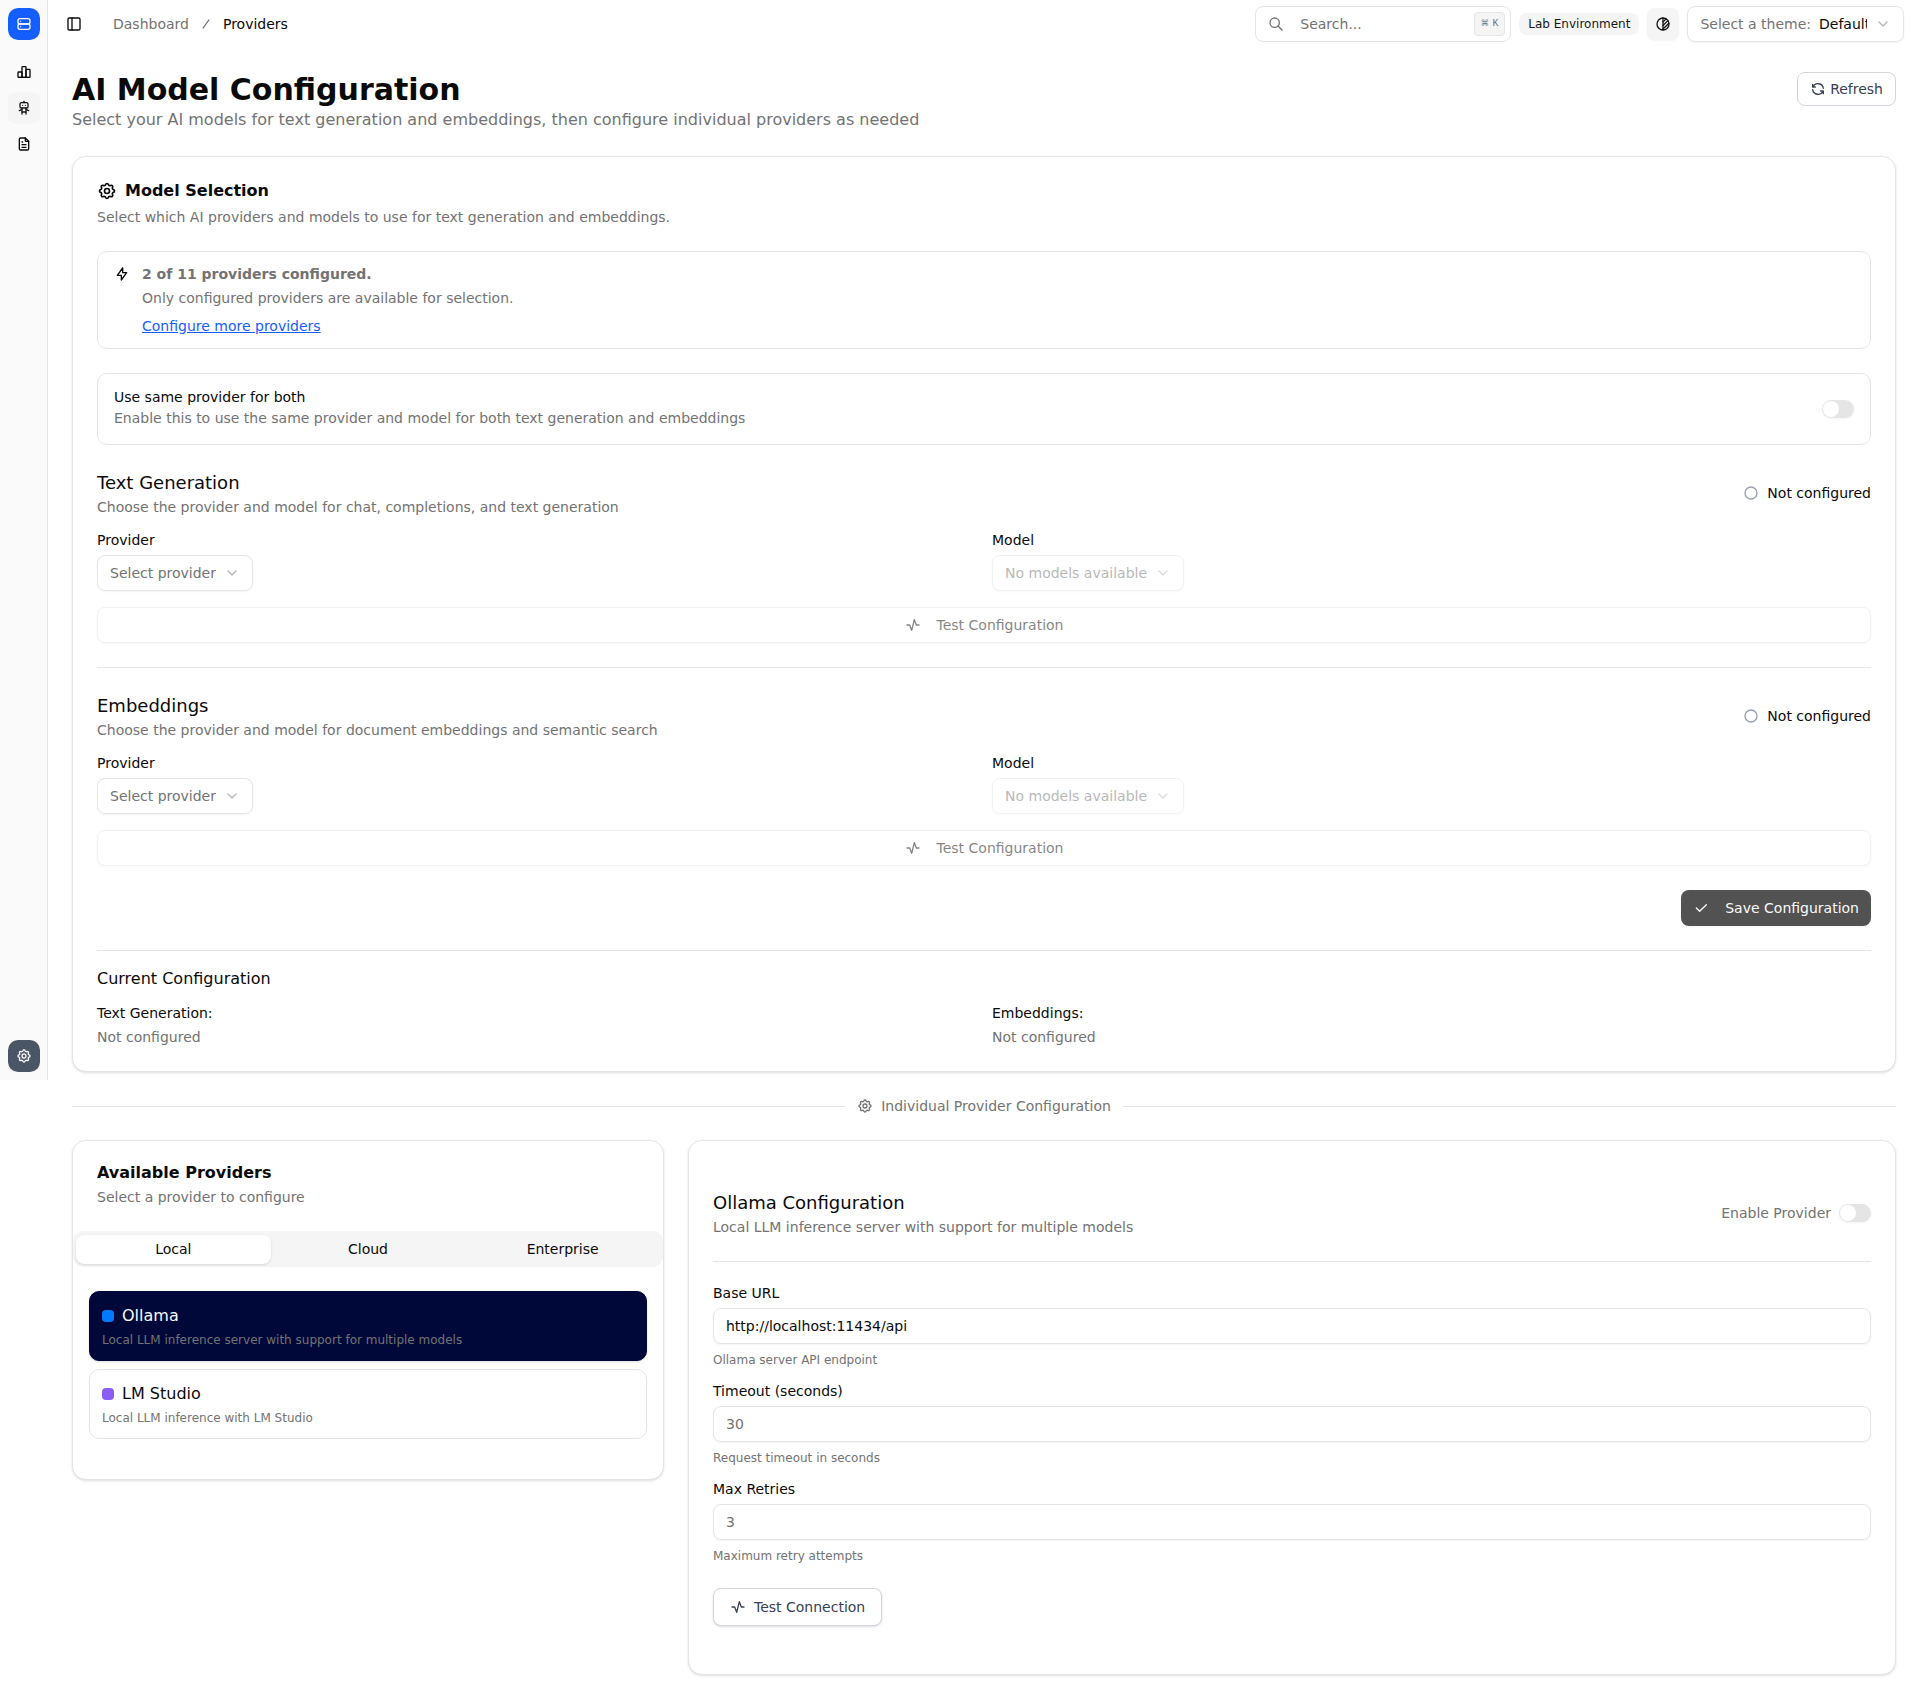 Dashboard / Providers
Search...
⌘ K
Lab Environment
Select a theme: Default
AI Model Configuration
Refresh
Select your AI models for text generation and embeddings, then configure individual providers as needed
Model Selection
Select which AI providers and models to use for text generation and embeddings.
2 of 11 providers configured.
Only configured providers are available for selection.
Configure more providers
Use same provider for both
Enable this to use the same provider and model for both text generation and embeddings
Text Generation
Choose the provider and model for chat, completions, and text generation
Not configured
Provider
Model
Select provider
No models available
Test Configuration
Embeddings
Choose the provider and model for document embeddings and semantic search
Not configured
Provider
Model
Select provider
No models available
Test Configuration
Save Configuration
Current Configuration
Text Generation:
Not configured
Embeddings:
Not configured
Individual Provider Configuration
Available Providers
Select a provider to configure
Local
Cloud
Enterprise
Ollama
Local LLM inference server with support for multiple models
LM Studio
Local LLM inference with LM Studio
Ollama Configuration
Local LLM inference server with support for multiple models
Enable Provider
Base URL
http://localhost:11434/api
Ollama server API endpoint
Timeout (seconds)
30
Request timeout in seconds
Max Retries
3
Maximum retry attempts
Test Connection